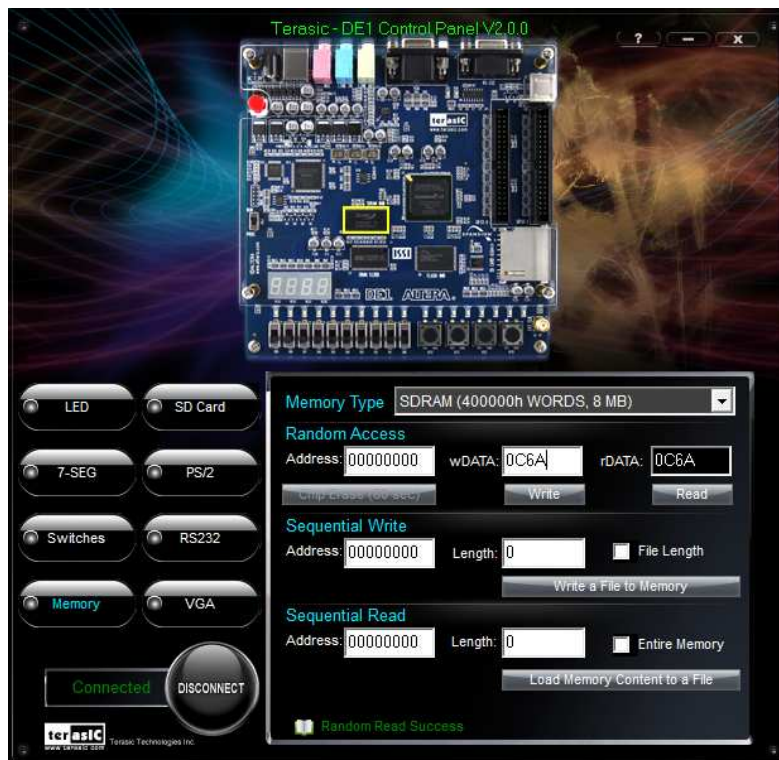 Terasic - DE1 Control Panel V2.0.0
? — x
terasIC
www.terasic.com
ISSI
DE1 ALTERA
LED
SD Card
7-SEG
PS/2
Switches
RS232
Memory
VGA
Connected
DISCONNECT
terasIC
www.terasic.com
Terasic Technologies Inc.
Memory Type SDRAM (400000h WORDS, 8 MB)
Random Access
Address: 00000000 wDATA: 0C6A rDATA: 0C6A
Chip Erase (60 sec) Write Read
Sequential Write
Address: 00000000 Length: 0 File Length
Write a File to Memory
Sequential Read
Address: 00000000 Length: 0 Entire Memory
Load Memory Content to a File
Random Read Success